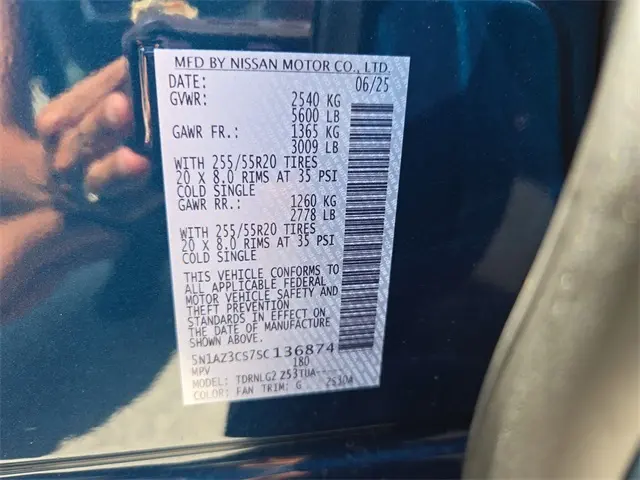 MFD BY NISSAN MOTOR CO., LTD
DATE: 06/25
GVWR: 2540 KG
5600 LB
GAWR FR.: 1365 KG
3009 LB
WITH 255/55R20 TIRES
20 X 8.0 RIMS AT 35 PSI
COLD SINGLE
GAWR RR.: 1260 KG
2778 LB
WITH 255/55R20 TIRES
20 X 8.0 RIMS AT 35 PSI
COLD SINGLE
THIS VEHICLE CONFORMS TO
ALL APPLICABLE FEDERAL
MOTOR VEHICLE SAFETY AND
THEFT PREVENTION
STANDARDS IN EFFECT ON
THE DATE OF MANUFACTURE
SHOWN ABOVE.
5N1AZ3CS7SC136874
MPV 180
MODEL: TDRNLG2 Z53TUA-----
COLOR: FAN TRIM: G 2530A